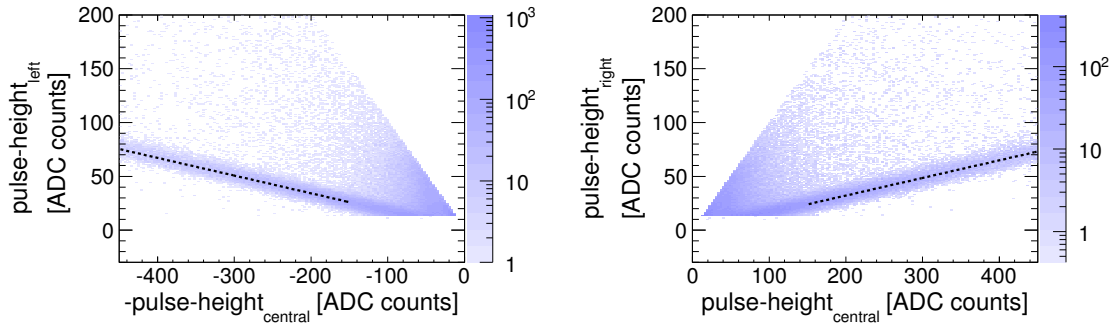 200
150
100
50
0
pulse-height_left
[ADC counts]
-400 -300 -200 -100 0
-pulse-height_central [ADC counts]
10^3
10^2
10
1
200
150
100
50
0
pulse-height_right
[ADC counts]
0 100 200 300 400
pulse-height_central [ADC counts]
10^2
10
1